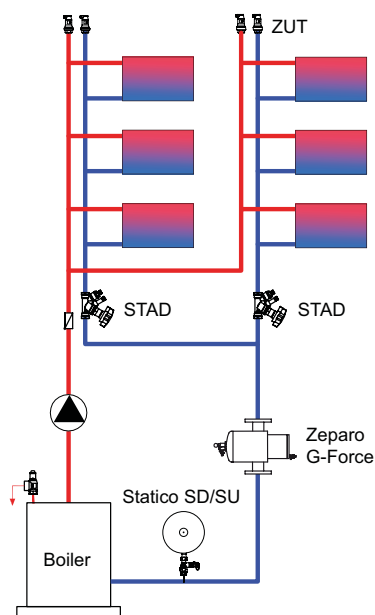 ZUT
STAD
STAD
Zeparo
G-Force
Statico SD/SU
Boiler